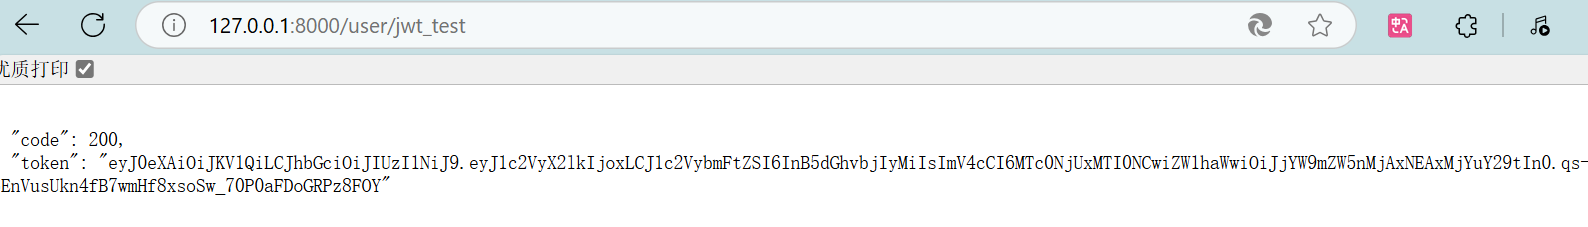 127.0.0.1:8000/user/jwt_test
优质打印
"code": 200,
"token": "eyJ0eXAiOiJKV1QiLCJhbGciOiJIUzI1NiJ9.eyJ1c2VyX2lkIjoxLCJ1c2VybmFtZSI6InB5dGhvbjIyMiIsImV4cCI6MTc0NjUxMTI0NCwiZW1haWwiOiJjYW9mZW5nMjAxNEAxMjYuY29tIn0.qs-
EnVusUkn4fB7wmHf8xsoSw_70P0aFDoGRPz8FOY"